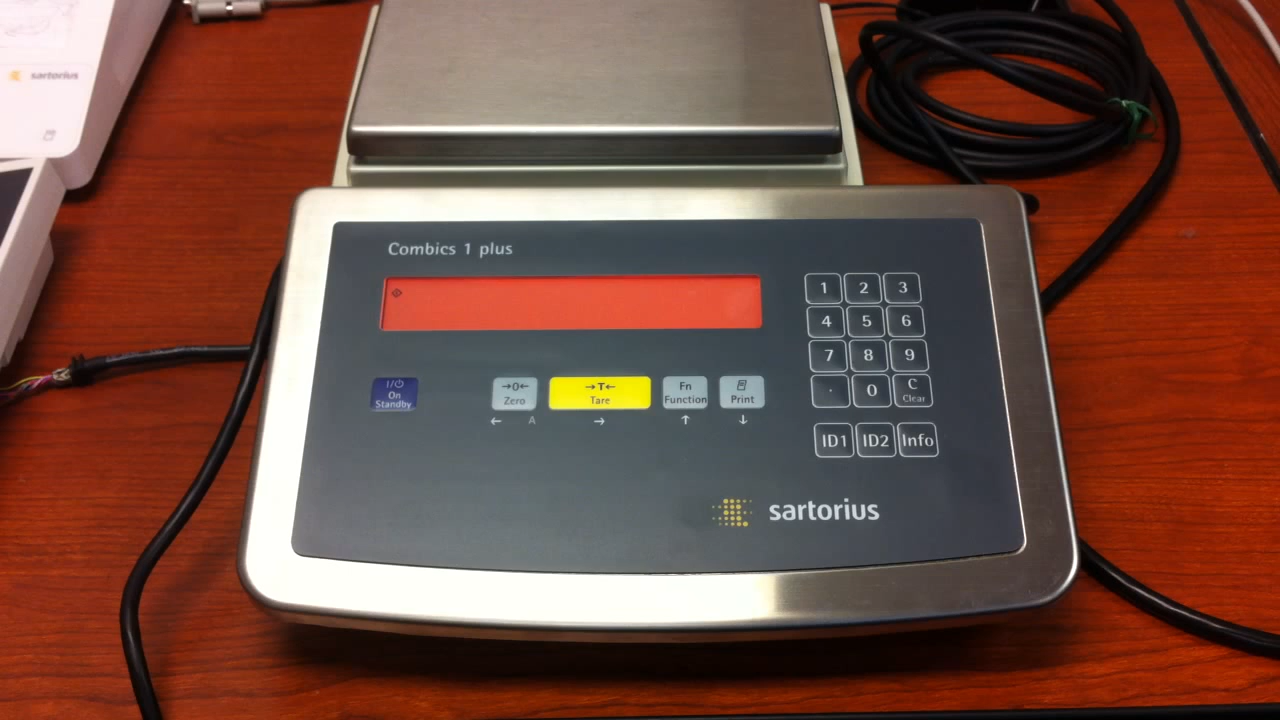 sartorius
Combics 1 plus
1 2 3
4 5 6
7 8 9
. 0 C
Clear
ID1 ID2 Info
I/⏻
On
Standby
→0←
Zero
→T←
Tare
Fn
Function
Print
← A → ↑ ↓
sartorius